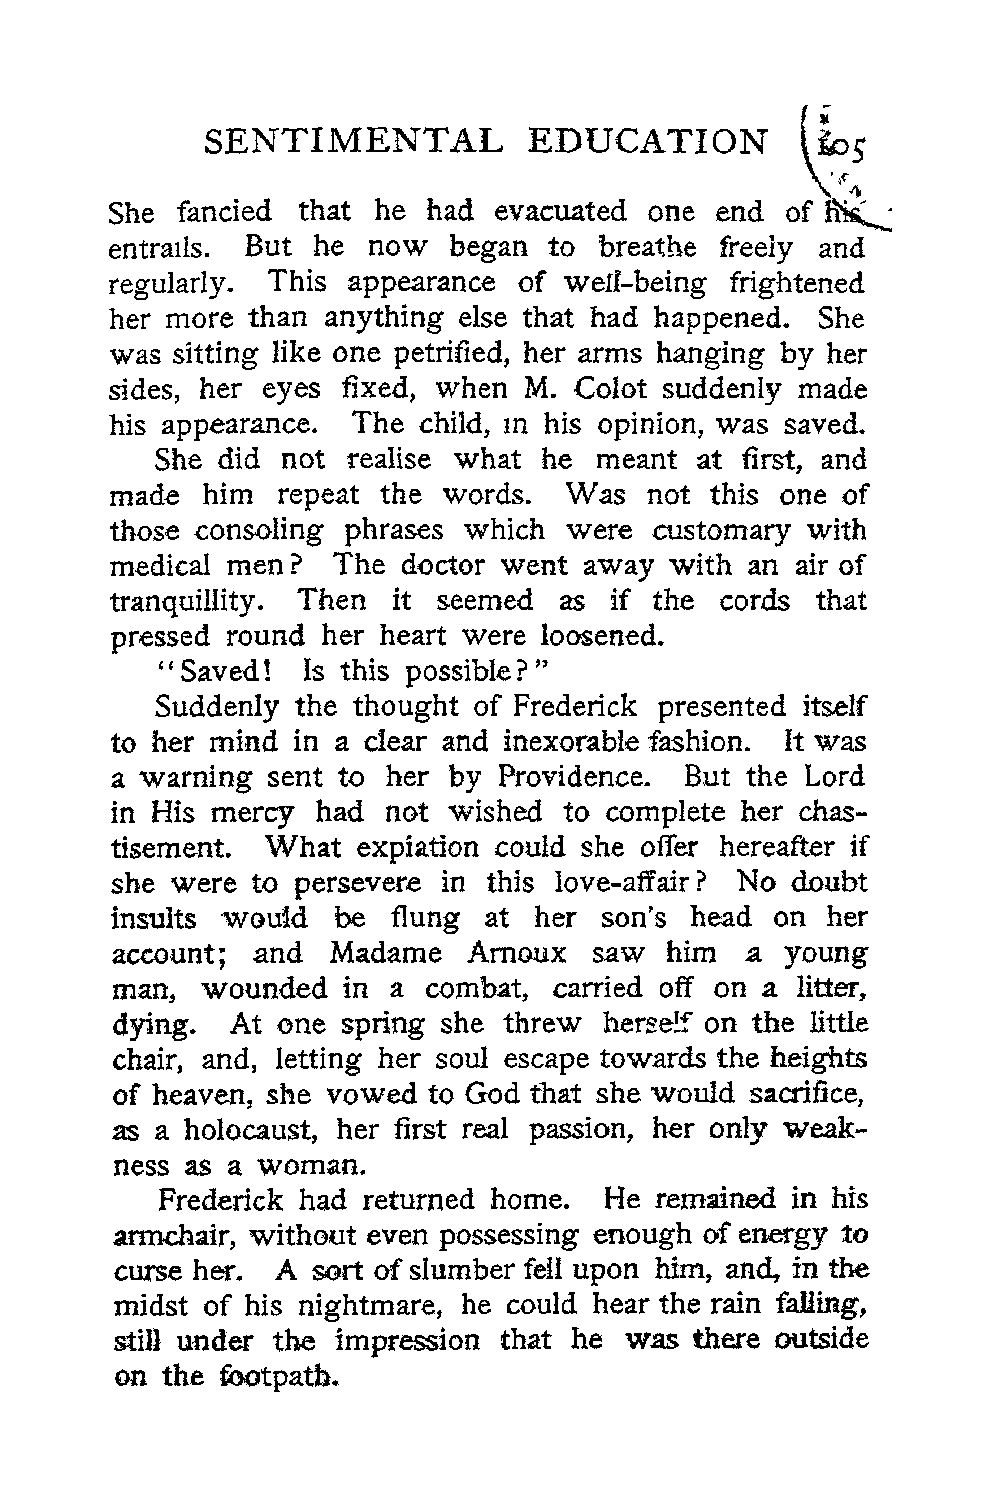 SENTIMENTAL EDUCATION 205
She fancied that he had evacuated one end of his
entrails. But he now began to breathe freely and
regularly. This appearance of well-being frightened
her more than anything else that had happened. She
was sitting like one petrified, her arms hanging by her
sides, her eyes fixed, when M. Colot suddenly made
his appearance. The child, in his opinion, was saved.
She did not realise what he meant at first, and
made him repeat the words. Was not this one of
those consoling phrases which were customary with
medical men? The doctor went away with an air of
tranquillity. Then it seemed as if the cords that
pressed round her heart were loosened.
"Saved! Is this possible?"
Suddenly the thought of Frederick presented itself
to her mind in a clear and inexorable fashion. It was
a warning sent to her by Providence. But the Lord
in His mercy had not wished to complete her chas-
tisement. What expiation could she offer hereafter if
she were to persevere in this love-affair? No doubt
insults would be flung at her son's head on her
account; and Madame Arnoux saw him a young
man, wounded in a combat, carried off on a litter,
dying. At one spring she threw herself on the little
chair, and, letting her soul escape towards the heights
of heaven, she vowed to God that she would sacrifice,
as a holocaust, her first real passion, her only weak-
ness as a woman.
Frederick had returned home. He remained in his
armchair, without even possessing enough of energy to
curse her. A sort of slumber fell upon him, and, in the
midst of his nightmare, he could hear the rain falling,
still under the impression that he was there outside
on the footpath.